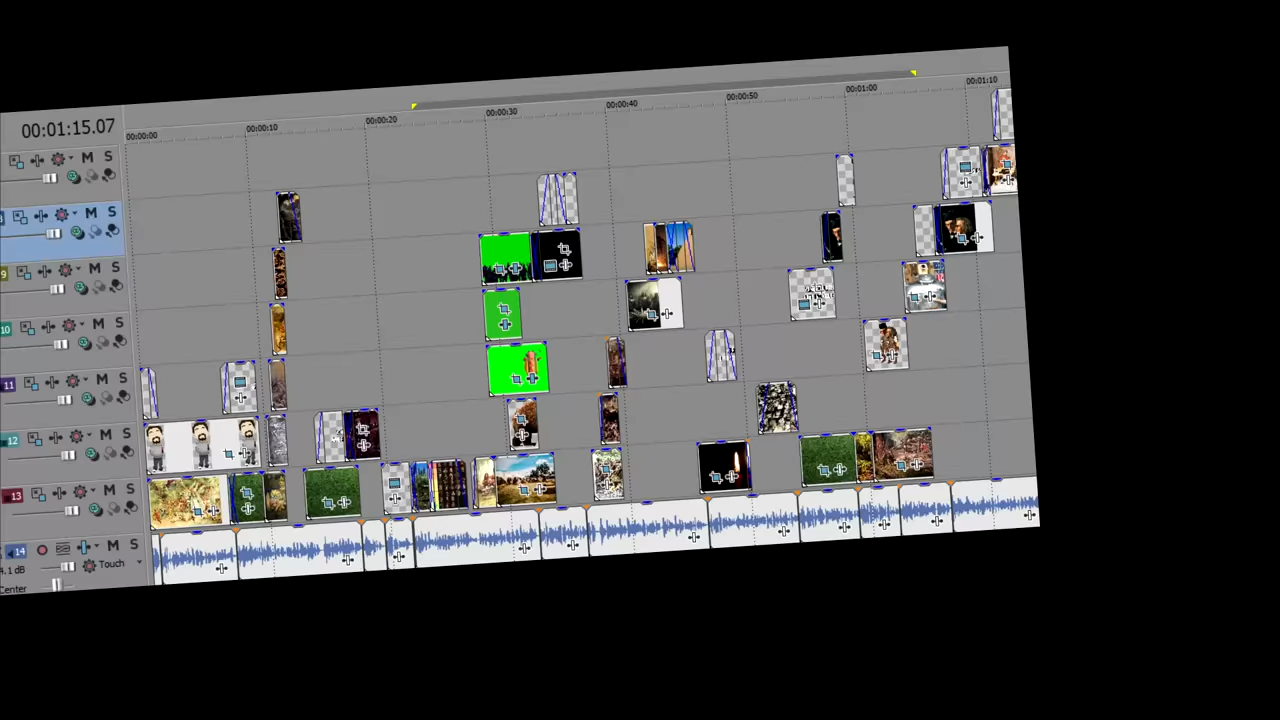 00:01:15.07
00:00:00
00:00:10
00:00:20
00:00:30
00:00:40
00:00:50
00:01:00
00:01:10
M S
M S
9 M S
10 M S
11 M S
12 M S
13 M S
14 M S
4.1 dB Touch
Center